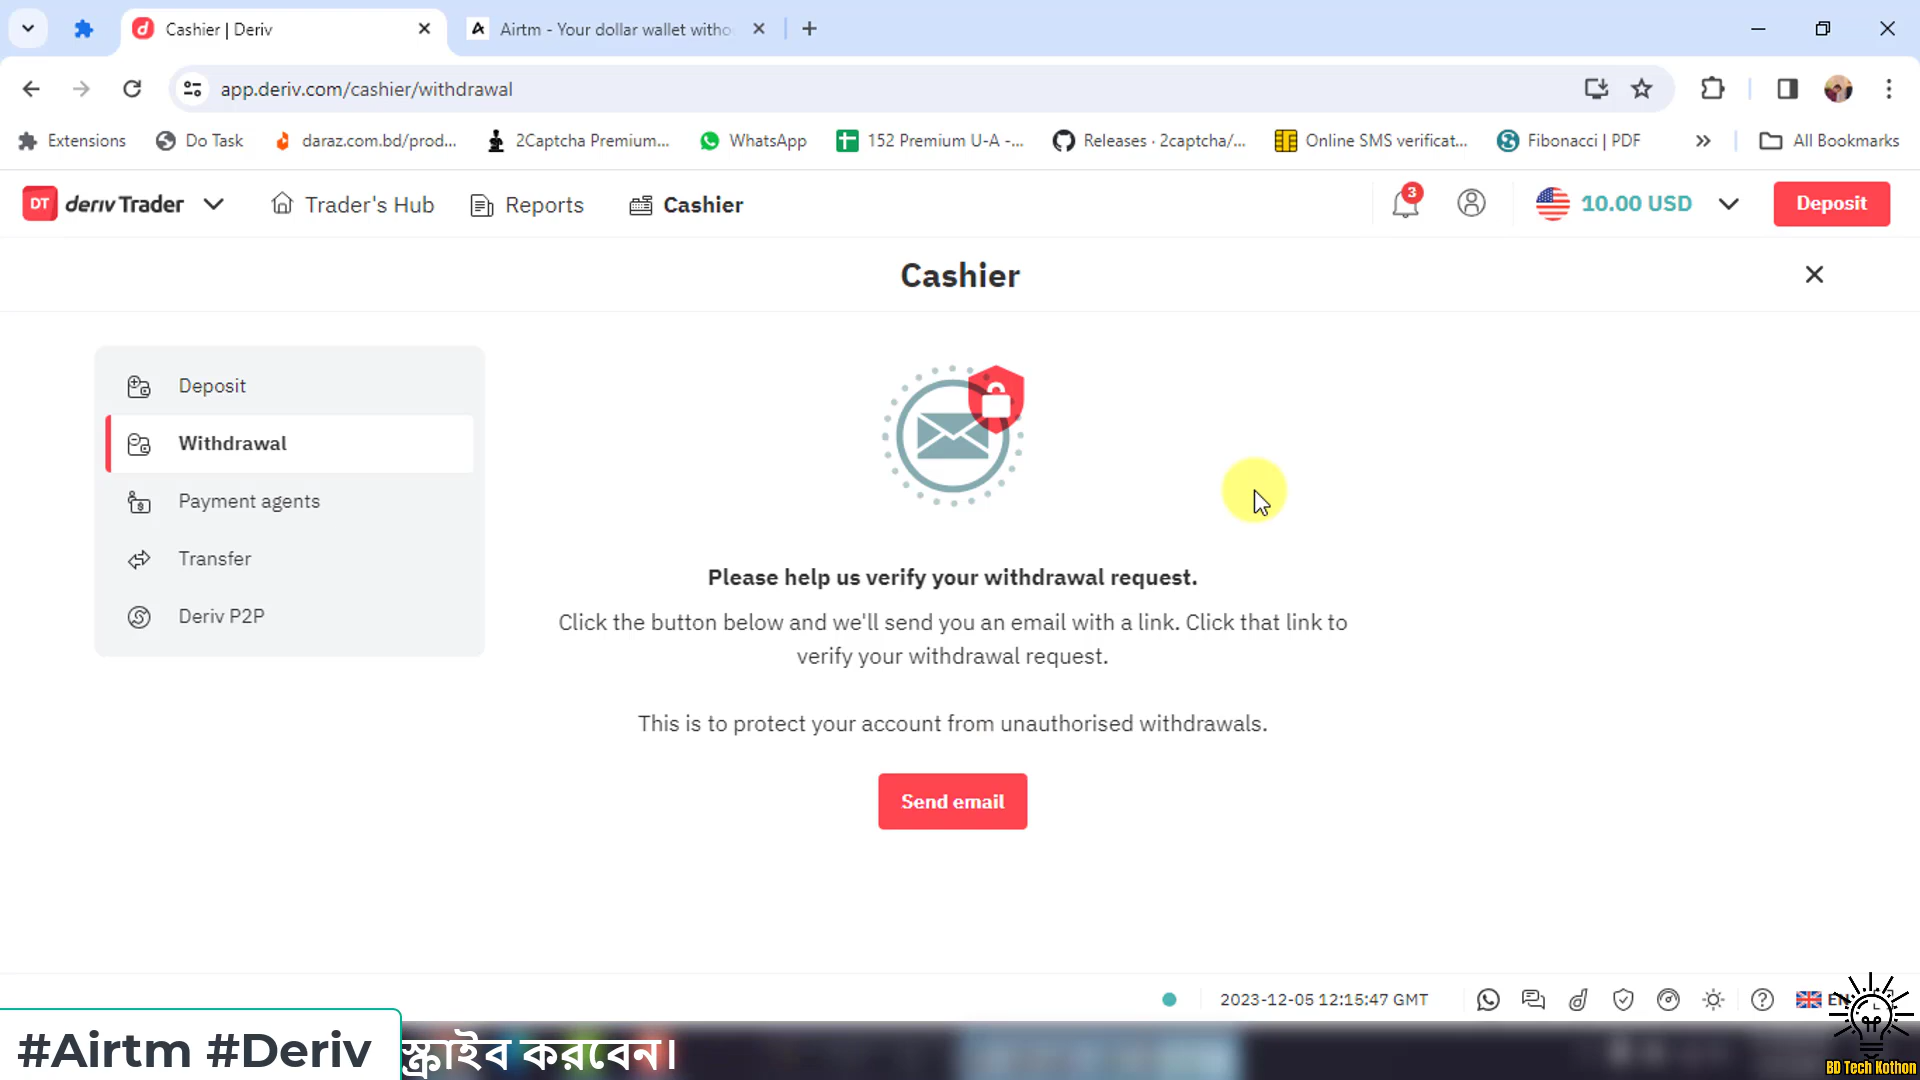 Cashier | Deriv
Airtm - Your dollar wallet witho
app.deriv.com/cashier/withdrawal
Extensions
Do Task
daraz.com.bd/prod...
2Captcha Premium...
WhatsApp
152 Premium U-A -...
Releases · 2captcha/...
Online SMS verificat...
Fibonacci | PDF
All Bookmarks
DT deriv Trader
Trader's Hub
Reports
Cashier
3
10.00 USD
Deposit
Cashier
Deposit
Withdrawal
Payment agents
Transfer
Deriv P2P
Please help us verify your withdrawal request.
Click the button below and we'll send you an email with a link. Click that link to
verify your withdrawal request.
This is to protect your account from unauthorised withdrawals.
Send email
2023-12-05 12:15:47 GMT
EN
#Airtm #Deriv
স্ক্রাইব করবেন।
BD Tech Kothon